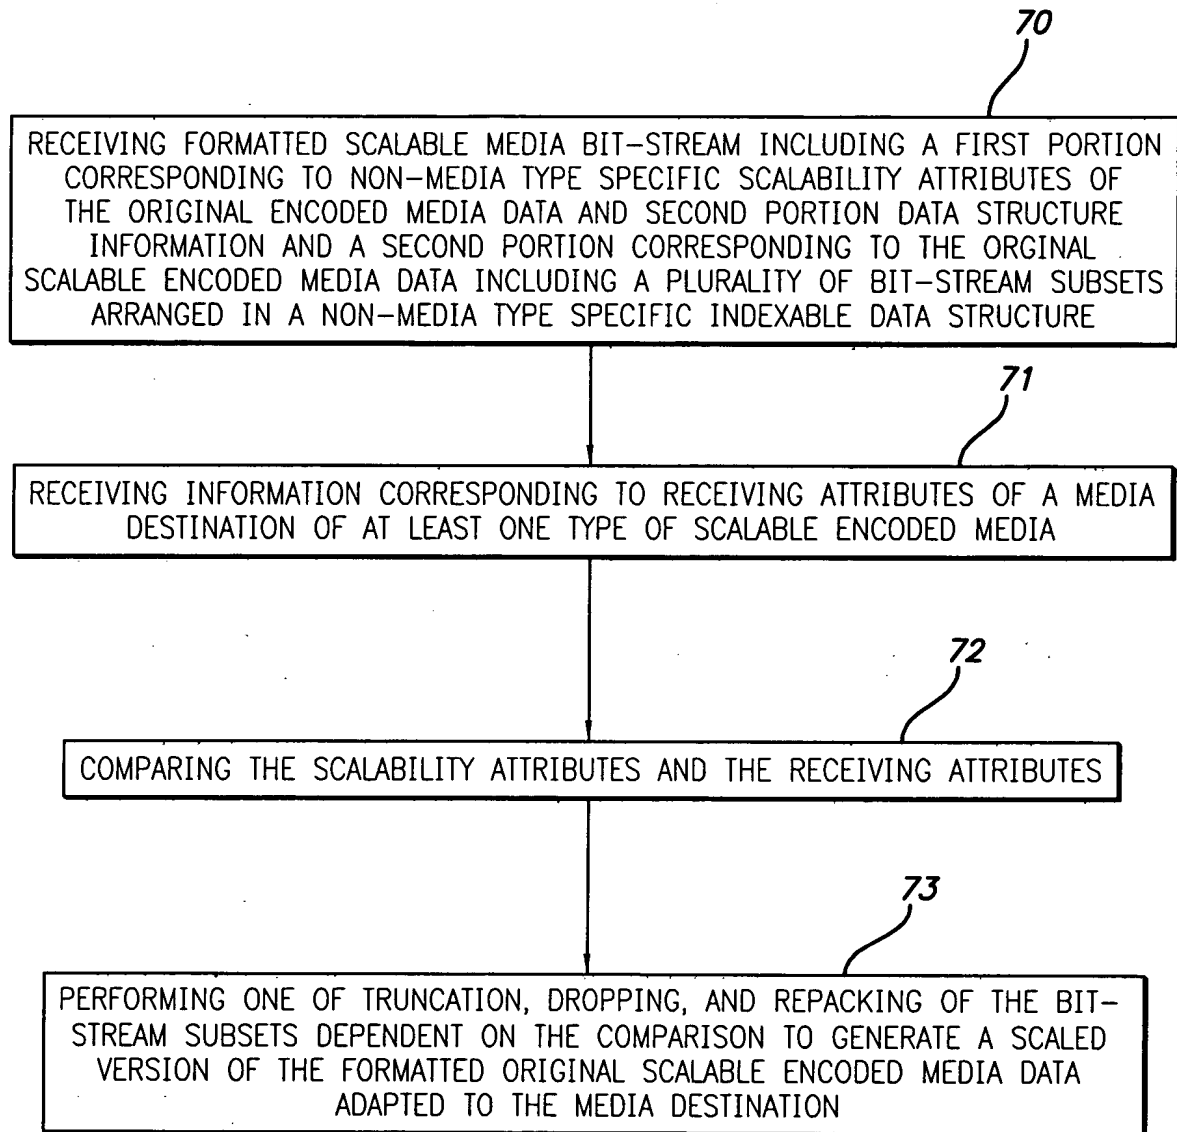 70
RECEIVING FORMATTED SCALABLE MEDIA BIT-STREAM INCLUDING A FIRST PORTION
CORRESPONDING TO NON-MEDIA TYPE SPECIFIC SCALABILITY ATTRIBUTES OF
THE ORIGINAL ENCODED MEDIA DATA AND SECOND PORTION DATA STRUCTURE
INFORMATION AND A SECOND PORTION CORRESPONDING TO THE ORGINAL
SCALABLE ENCODED MEDIA DATA INCLUDING A PLURALITY OF BIT-STREAM SUBSETS
ARRANGED IN A NON-MEDIA TYPE SPECIFIC INDEXABLE DATA STRUCTURE
71
RECEIVING INFORMATION CORRESPONDING TO RECEIVING ATTRIBUTES OF A MEDIA
DESTINATION OF AT LEAST ONE TYPE OF SCALABLE ENCODED MEDIA
72
COMPARING THE SCALABILITY ATTRIBUTES AND THE RECEIVING ATTRIBUTES
73
PERFORMING ONE OF TRUNCATION, DROPPING, AND REPACKING OF THE BIT-
STREAM SUBSETS DEPENDENT ON THE COMPARISON TO GENERATE A SCALED
VERSION OF THE FORMATTED ORIGINAL SCALABLE ENCODED MEDIA DATA
ADAPTED TO THE MEDIA DESTINATION